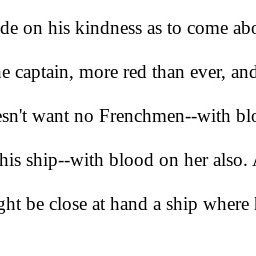 de on his kindness as to come abo
e captain, more red than ever, and
esn't want no Frenchmen--with blo
his ship--with blood on her also. A
ght be close at hand a ship where